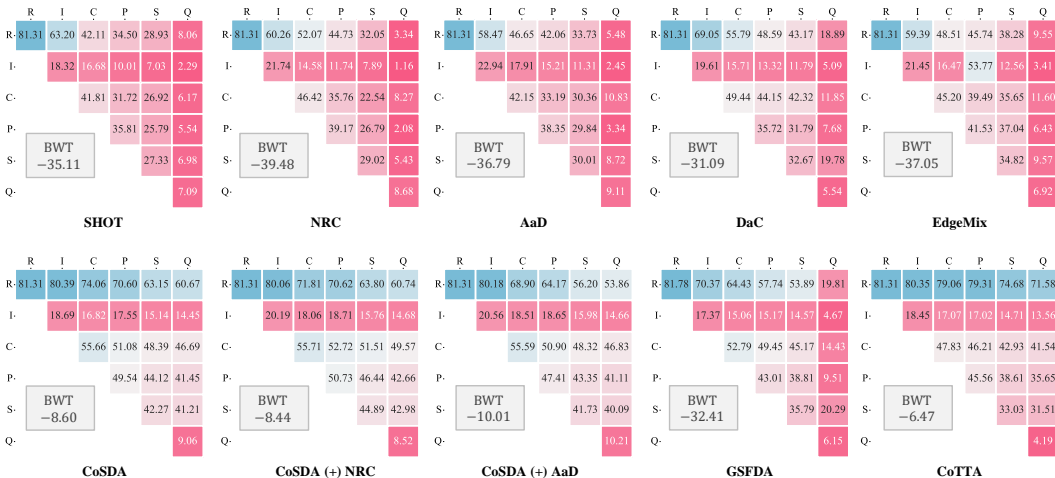 R I C P S Q
R 81.31 63.20 42.11 34.50 28.93 8.06
I 18.32 16.68 10.01 7.03 2.29
C 41.81 31.72 26.92 6.17
P 35.81 25.79 5.54
S 27.33 6.98
Q 7.09
BWT
−35.11
SHOT
R I C P S Q
R 81.31 60.26 52.07 44.73 32.05 3.34
I 21.74 14.58 11.74 7.89 1.16
C 46.42 35.76 22.54 8.27
P 39.17 26.79 2.08
S 29.02 5.43
Q 8.68
BWT
−39.48
NRC
R I C P S Q
R 81.31 58.47 46.65 42.06 33.73 5.48
I 22.94 17.91 15.21 11.31 2.45
C 42.15 33.19 30.36 10.83
P 38.35 29.84 3.34
S 30.01 8.72
Q 9.11
BWT
−36.79
AaD
R I C P S Q
R 81.31 69.05 55.79 48.59 43.17 18.89
I 19.61 15.71 13.32 11.79 5.09
C 49.44 44.15 42.32 11.85
P 35.72 31.79 7.68
S 32.67 19.78
Q 5.54
BWT
−31.09
DaC
R I C P S Q
R 81.31 59.39 48.51 45.74 38.28 9.55
I 21.45 16.47 53.77 12.56 3.41
C 45.20 39.49 35.65 11.60
P 41.53 37.04 6.43
S 34.82 9.57
Q 6.92
BWT
−37.05
EdgeMix
R I C P S Q
R 81.31 80.39 74.06 70.60 63.15 60.67
I 18.69 16.82 17.55 15.14 14.45
C 55.66 51.08 48.39 46.69
P 49.54 44.12 41.45
S 42.27 41.21
Q 9.06
BWT
−8.60
CoSDA
R I C P S Q
R 81.31 80.06 71.81 70.62 63.80 60.74
I 20.19 18.06 18.71 15.76 14.68
C 55.71 52.72 51.51 49.57
P 50.73 46.44 42.66
S 44.89 42.98
Q 8.52
BWT
−8.44
CoSDA (+) NRC
R I C P S Q
R 81.31 80.18 68.90 64.17 56.20 53.86
I 20.56 18.51 18.65 15.98 14.66
C 55.59 50.90 48.32 46.83
P 47.41 43.35 41.11
S 41.73 40.09
Q 10.21
BWT
−10.01
CoSDA (+) AaD
R I C P S Q
R 81.78 70.37 64.43 57.74 53.89 19.81
I 17.37 15.06 15.17 14.57 4.67
C 52.79 49.45 45.17 14.43
P 43.01 38.81 9.51
S 35.79 20.29
Q 6.15
BWT
−32.41
GSFDA
R I C P S Q
R 81.31 80.35 79.06 79.31 74.68 71.58
I 18.45 17.07 17.02 14.71 13.56
C 47.83 46.21 42.93 41.54
P 45.56 38.61 35.65
S 33.03 31.51
Q 4.19
BWT
−6.47
CoTTA